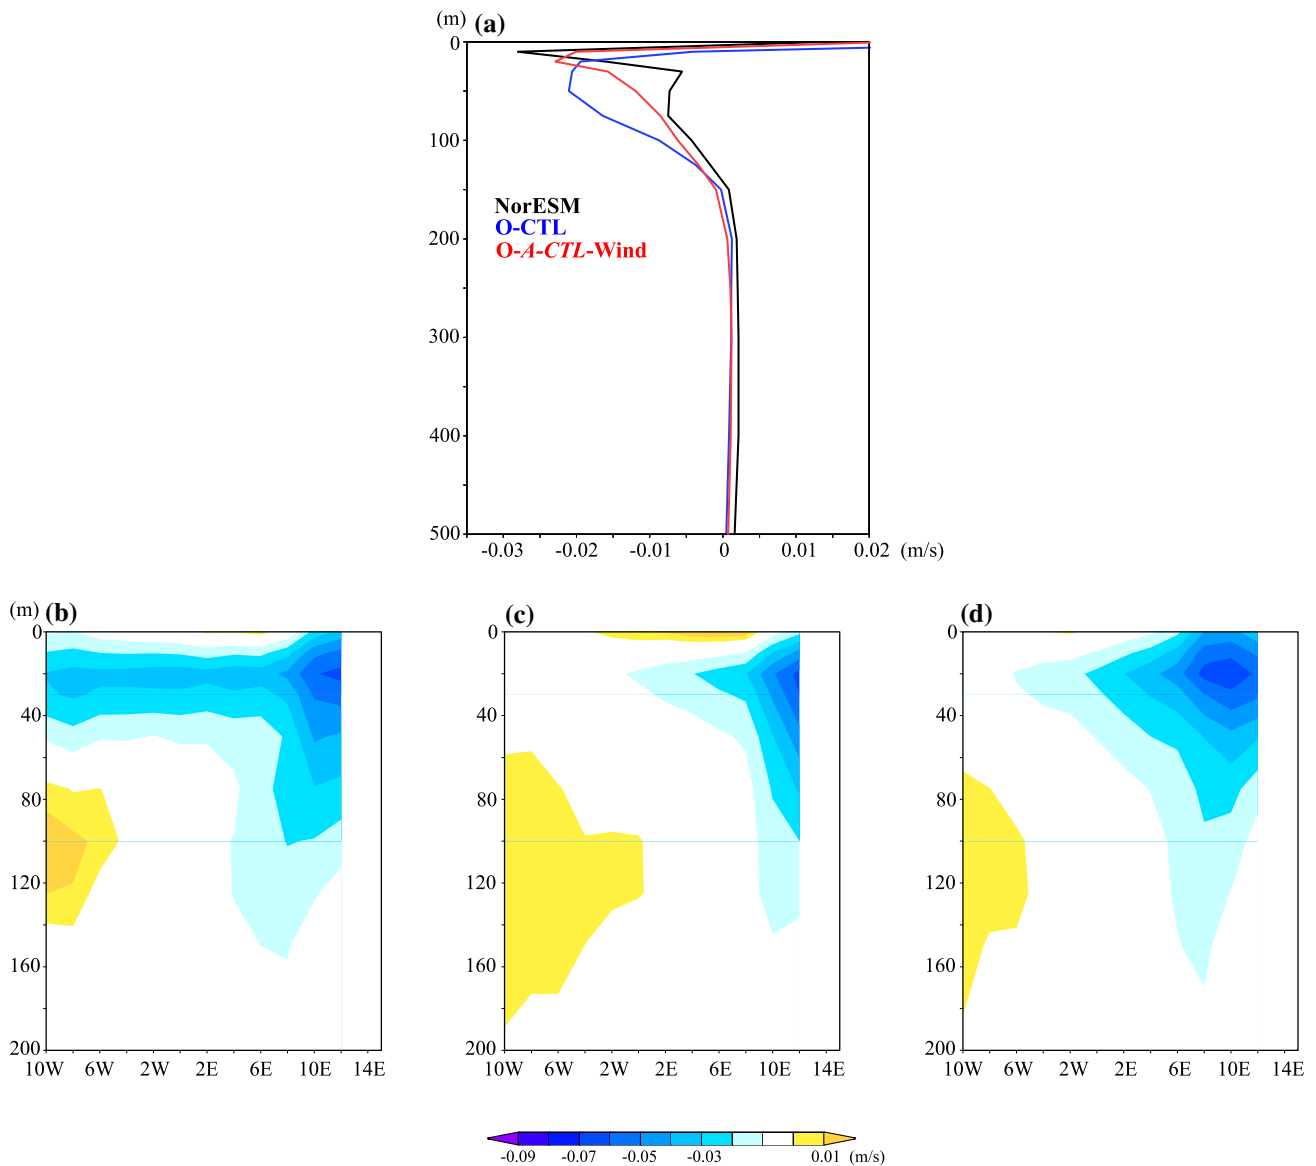 (m) (a)
0
100
200
300
400
500
NorESM
O-CTL
O-A-CTL-Wind
-0.03 -0.02 -0.01 0 0.01 0.02 (m/s)
(m) (b)
0
40
80
120
160
200
10W 6W 2W 2E 6E 10E 14E
(c)
0
40
80
120
160
200
10W 6W 2W 2E 6E 10E 14E
(d)
0
40
80
120
160
200
10W 6W 2W 2E 6E 10E 14E
-0.09 -0.07 -0.05 -0.03 0.01 (m/s)